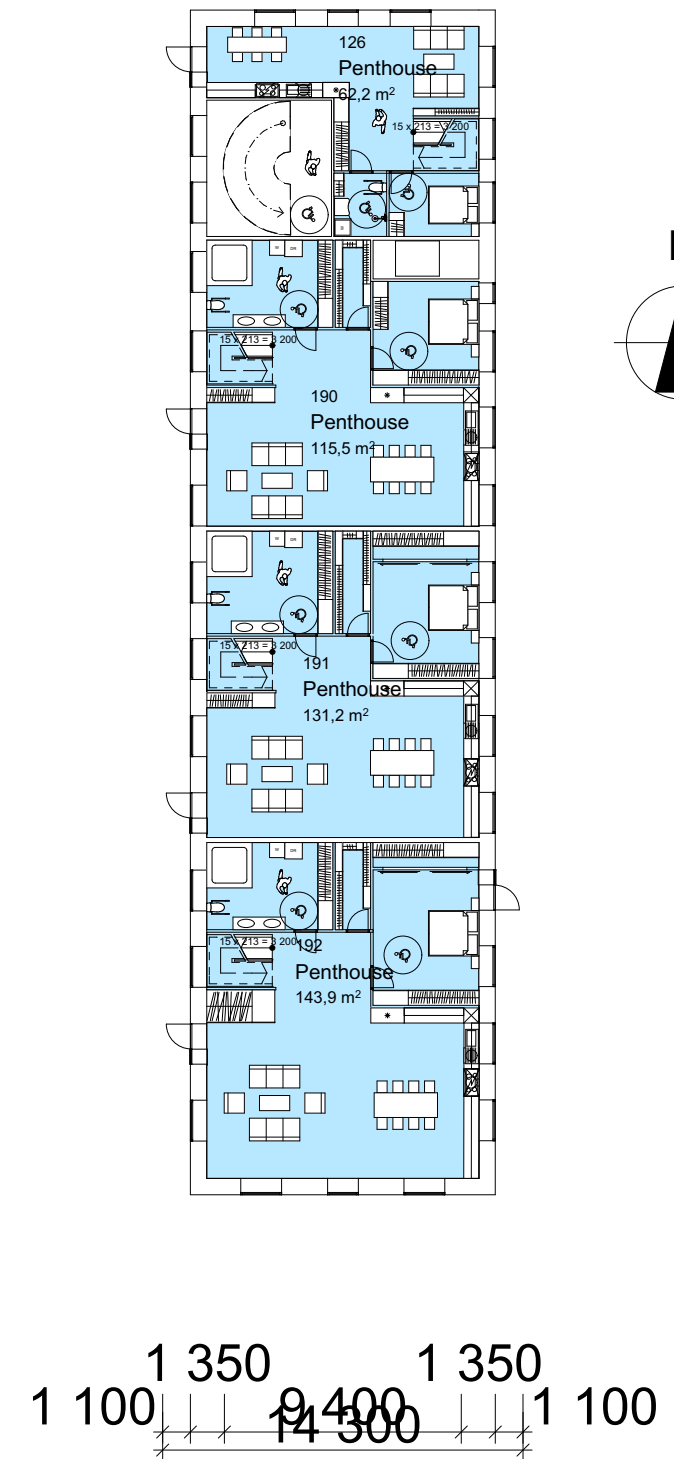 126
Penthouse
62,2 m²
15 x 213 = 3 200
15 x 213 = 3 200
190
Penthouse
115,5 m²
15 x 213 = 3 200
191
Penthouse
131,2 m²
15 x 213 = 3 200
192
Penthouse
143,9 m²
1 350 1 350
1 100 9 400 1 100
14 300